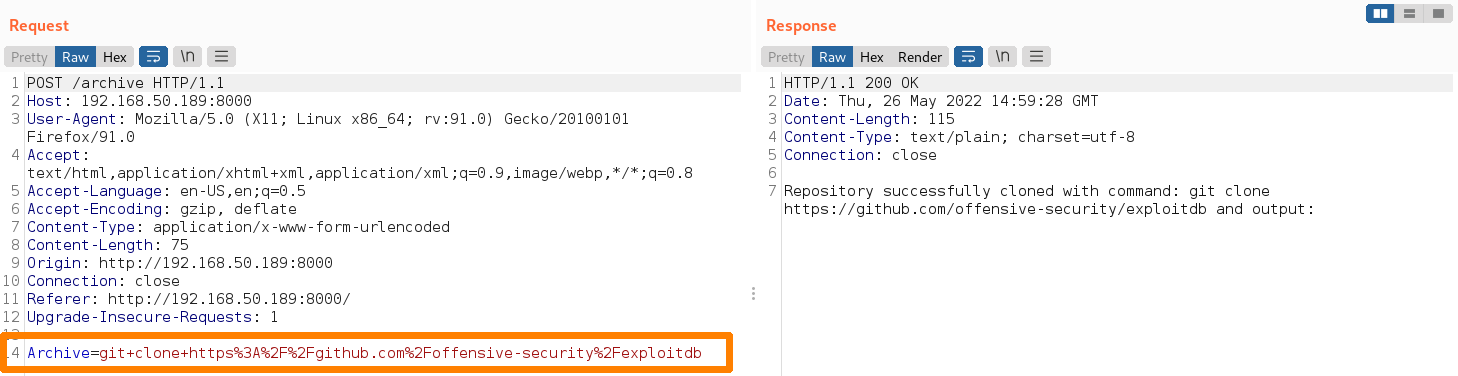 Request
Pretty Raw Hex \n
1 POST /archive HTTP/1.1
2 Host: 192.168.50.189:8000
3 User-Agent: Mozilla/5.0 (X11; Linux x86_64; rv:91.0) Gecko/20100101
Firefox/91.0
4 Accept:
text/html,application/xhtml+xml,application/xml;q=0.9,image/webp,*/*;q=0.8
5 Accept-Language: en-US,en;q=0.5
6 Accept-Encoding: gzip, deflate
7 Content-Type: application/x-www-form-urlencoded
8 Content-Length: 75
9 Origin: http://192.168.50.189:8000
10 Connection: close
11 Referer: http://192.168.50.189:8000/
12 Upgrade-Insecure-Requests: 1
13
14 Archive=git+clone+https%3A%2F%2Fgithub.com%2Foffensive-security%2Fexploitdb
Response
Pretty Raw Hex Render \n
1 HTTP/1.1 200 OK
2 Date: Thu, 26 May 2022 14:59:28 GMT
3 Content-Length: 115
4 Content-Type: text/plain; charset=utf-8
5 Connection: close
6
7 Repository successfully cloned with command: git clone
https://github.com/offensive-security/exploitdb and output: